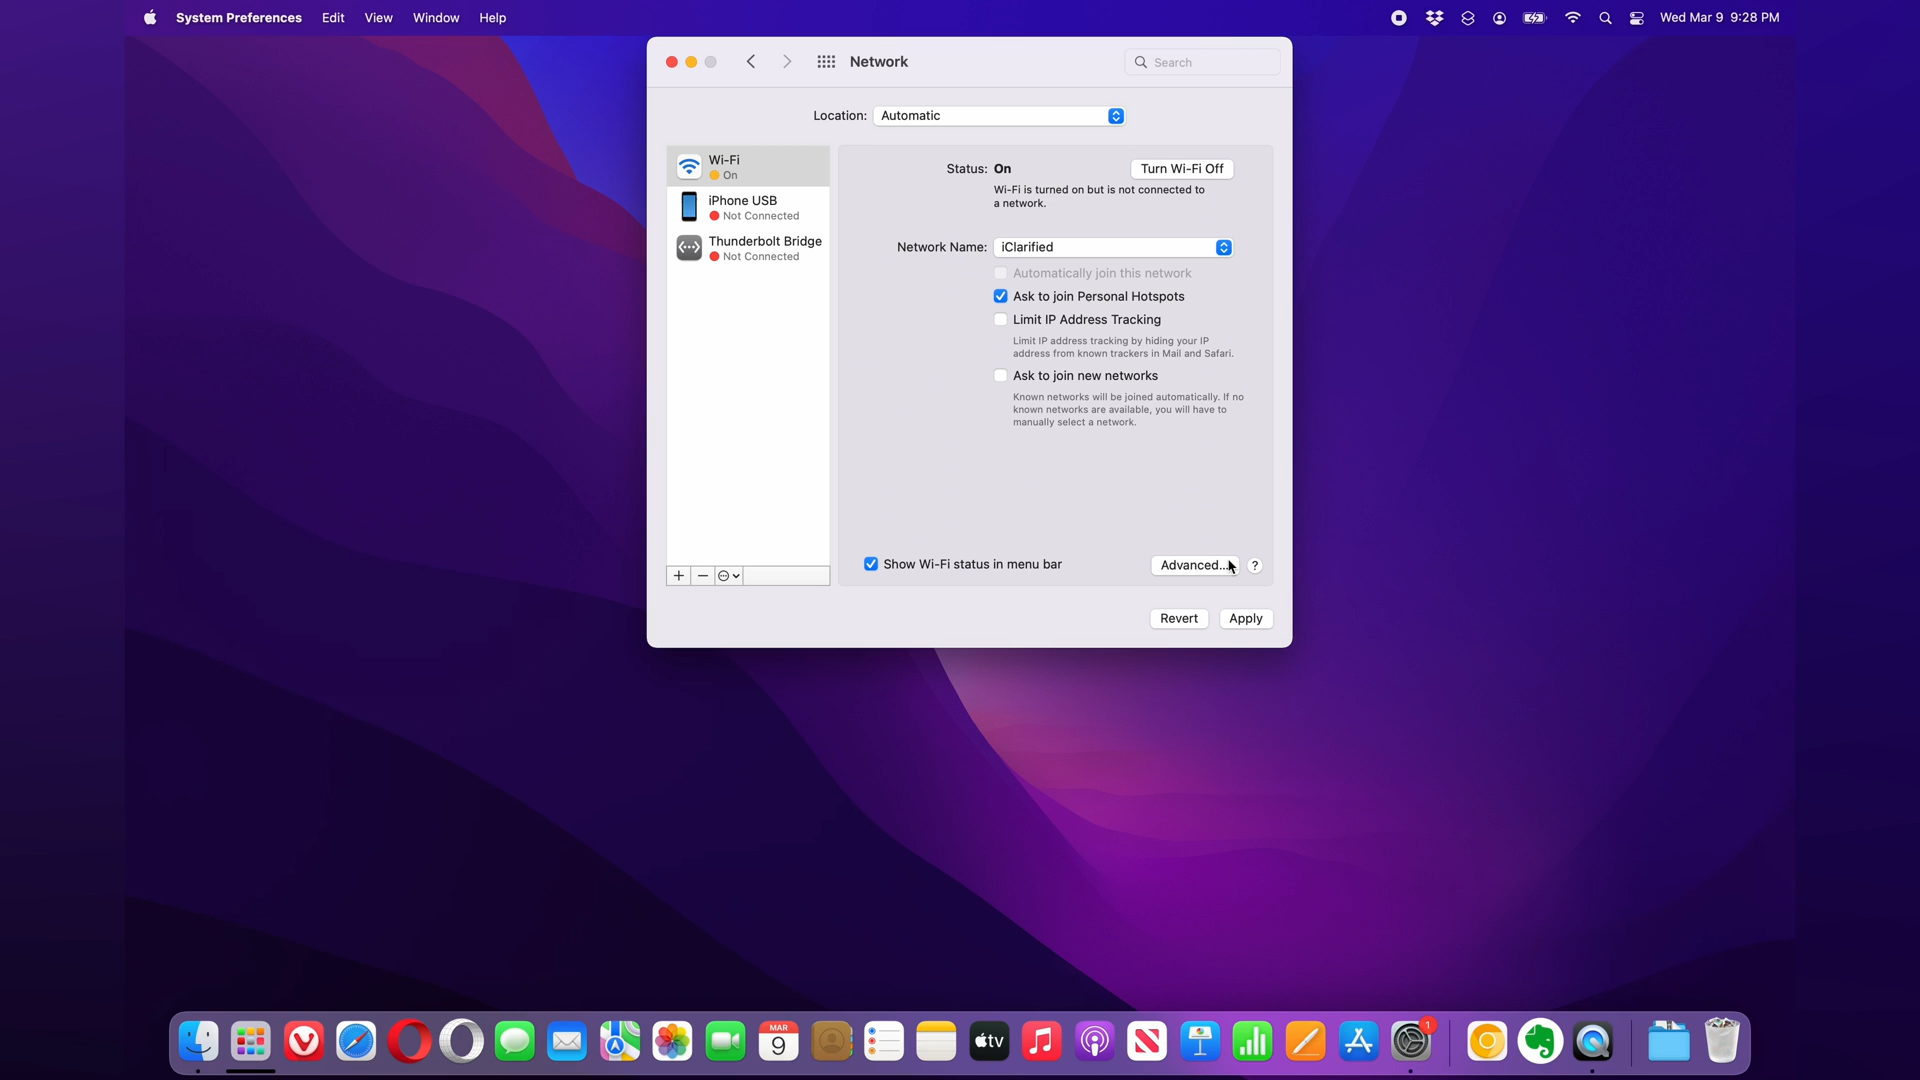 System Preferences Edit View Window Help
Wed Mar 9 9:28 PM
Network
Search
Location: Automatic
Wi-Fi
On
iPhone USB
Not Connected
Thunderbolt Bridge
Not Connected
Status: On
Turn Wi-Fi Off
Wi-Fi is turned on but is not connected to
a network.
Network Name: iClarified
Automatically join this network
Ask to join Personal Hotspots
Limit IP Address Tracking
Limit IP address tracking by hiding your IP
address from known trackers in Mail and Safari.
Ask to join new networks
Known networks will be joined automatically. If no
known networks are available, you will have to
manually select a network.
Show Wi-Fi status in menu bar
Advanced... ?
Revert Apply
MAR
9
tv
1